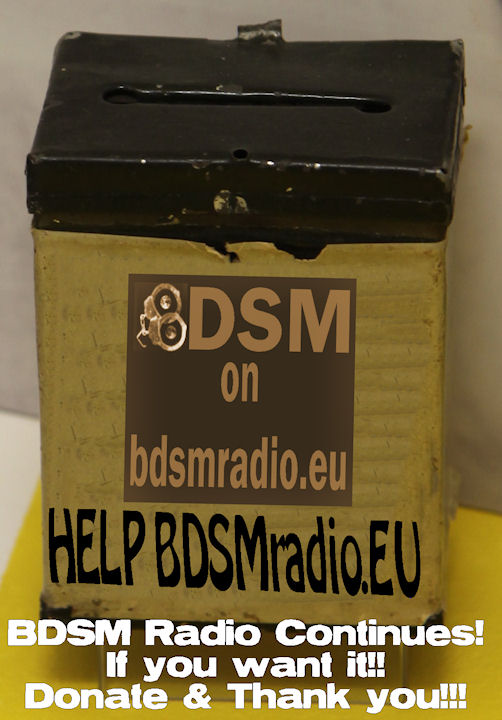 BDSM
on
bdsmradio.eu
HELP BDSMradio.EU
BDSM Radio Continues!
If you want it!!
Donate & Thank you!!!